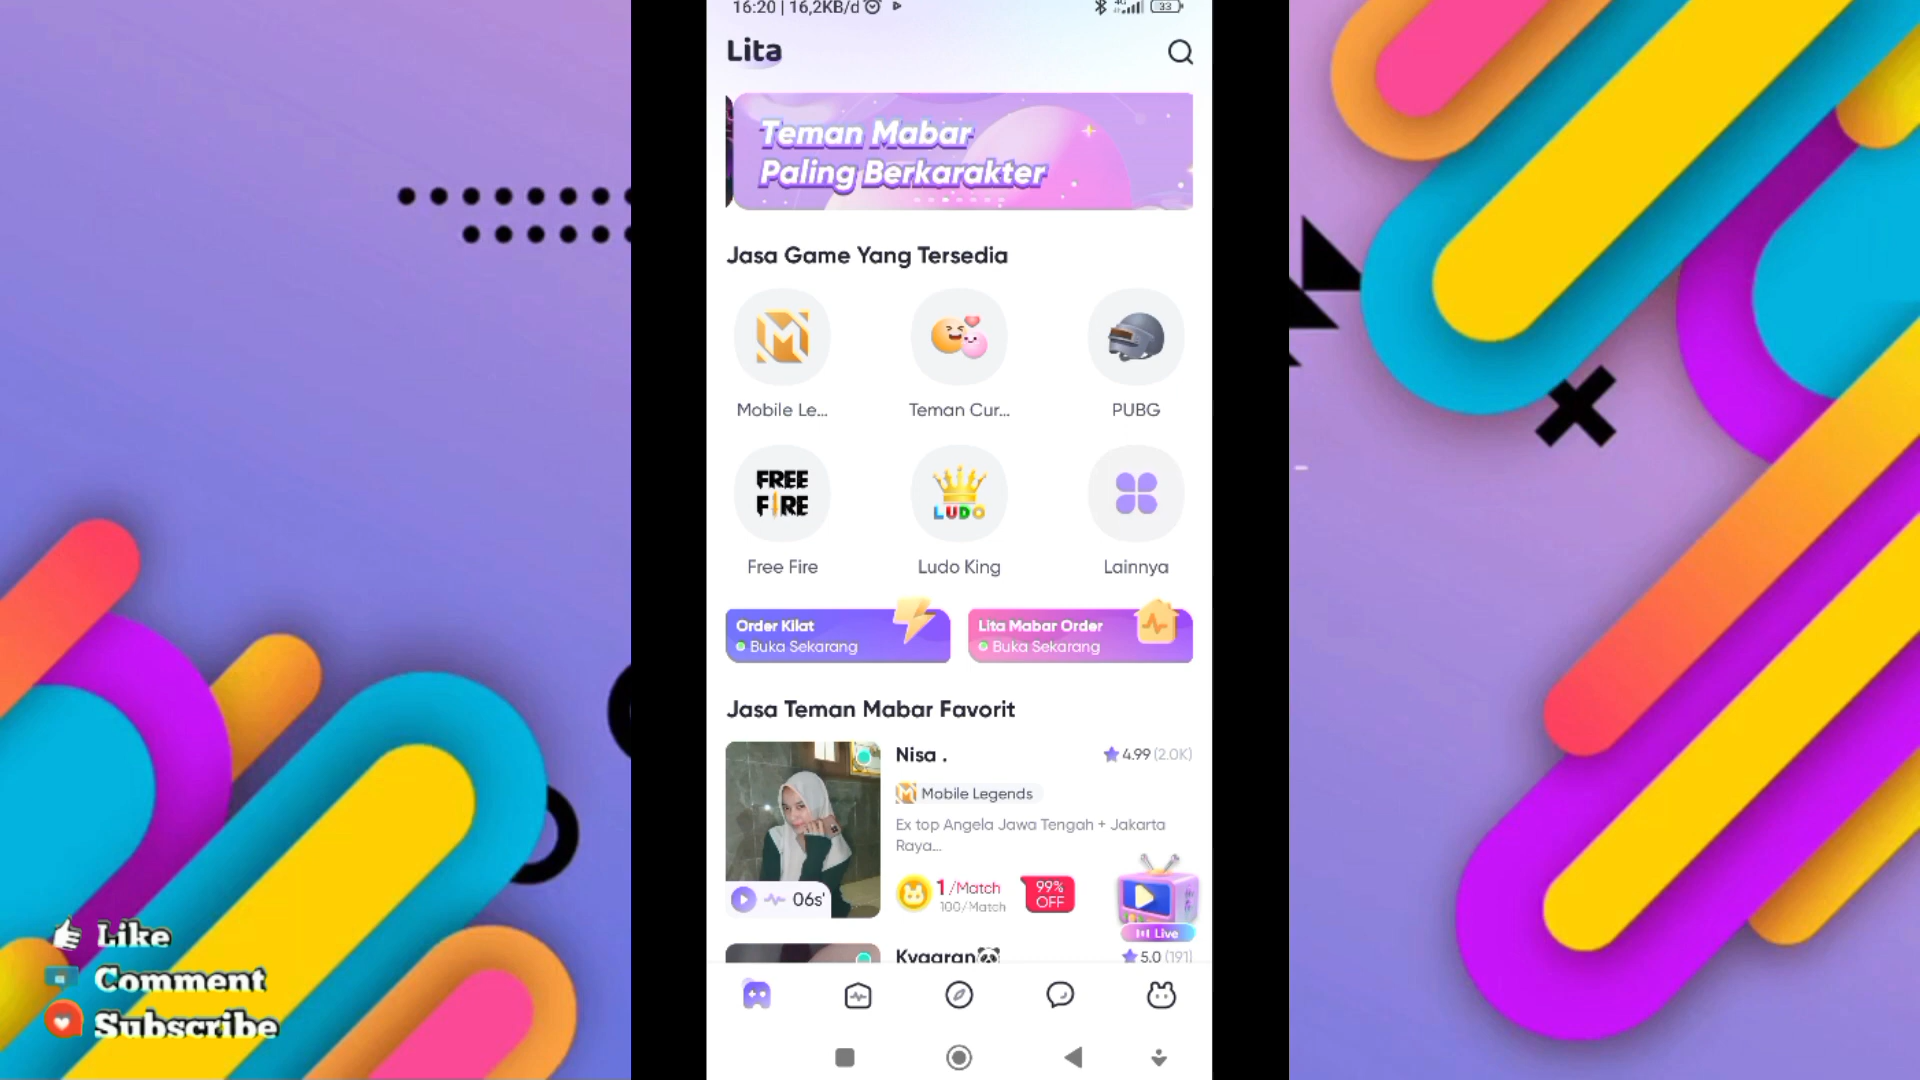 16:20 | 16,2KB/d
33
Lita
Teman Mabar
Paling Berkarakter
Jasa Game Yang Tersedia
Mobile Le...
Teman Cur...
PUBG
FREE
FIRE
LUDO
Free Fire
Ludo King
Lainnya
Order Kilat
Buka Sekarang
Lita Mabar Order
Buka Sekarang
Jasa Teman Mabar Favorit
Nisa .
4.99 (2.0K)
Mobile Legends
Ex top Angela Jawa Tengah + Jakarta
Raya...
06s'
1 /Match
100/Match
99%
OFF
Live
Kyaaran🐼
5.0 (191)
Like
Comment
Subscribe